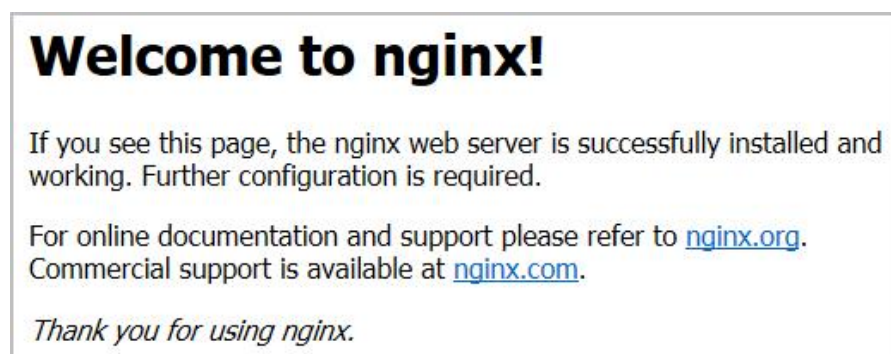 Welcome to nginx!
If you see this page, the nginx web server is successfully installed and
working. Further configuration is required.
For online documentation and support please refer to nginx.org.
Commercial support is available at nginx.com.
Thank you for using nginx.